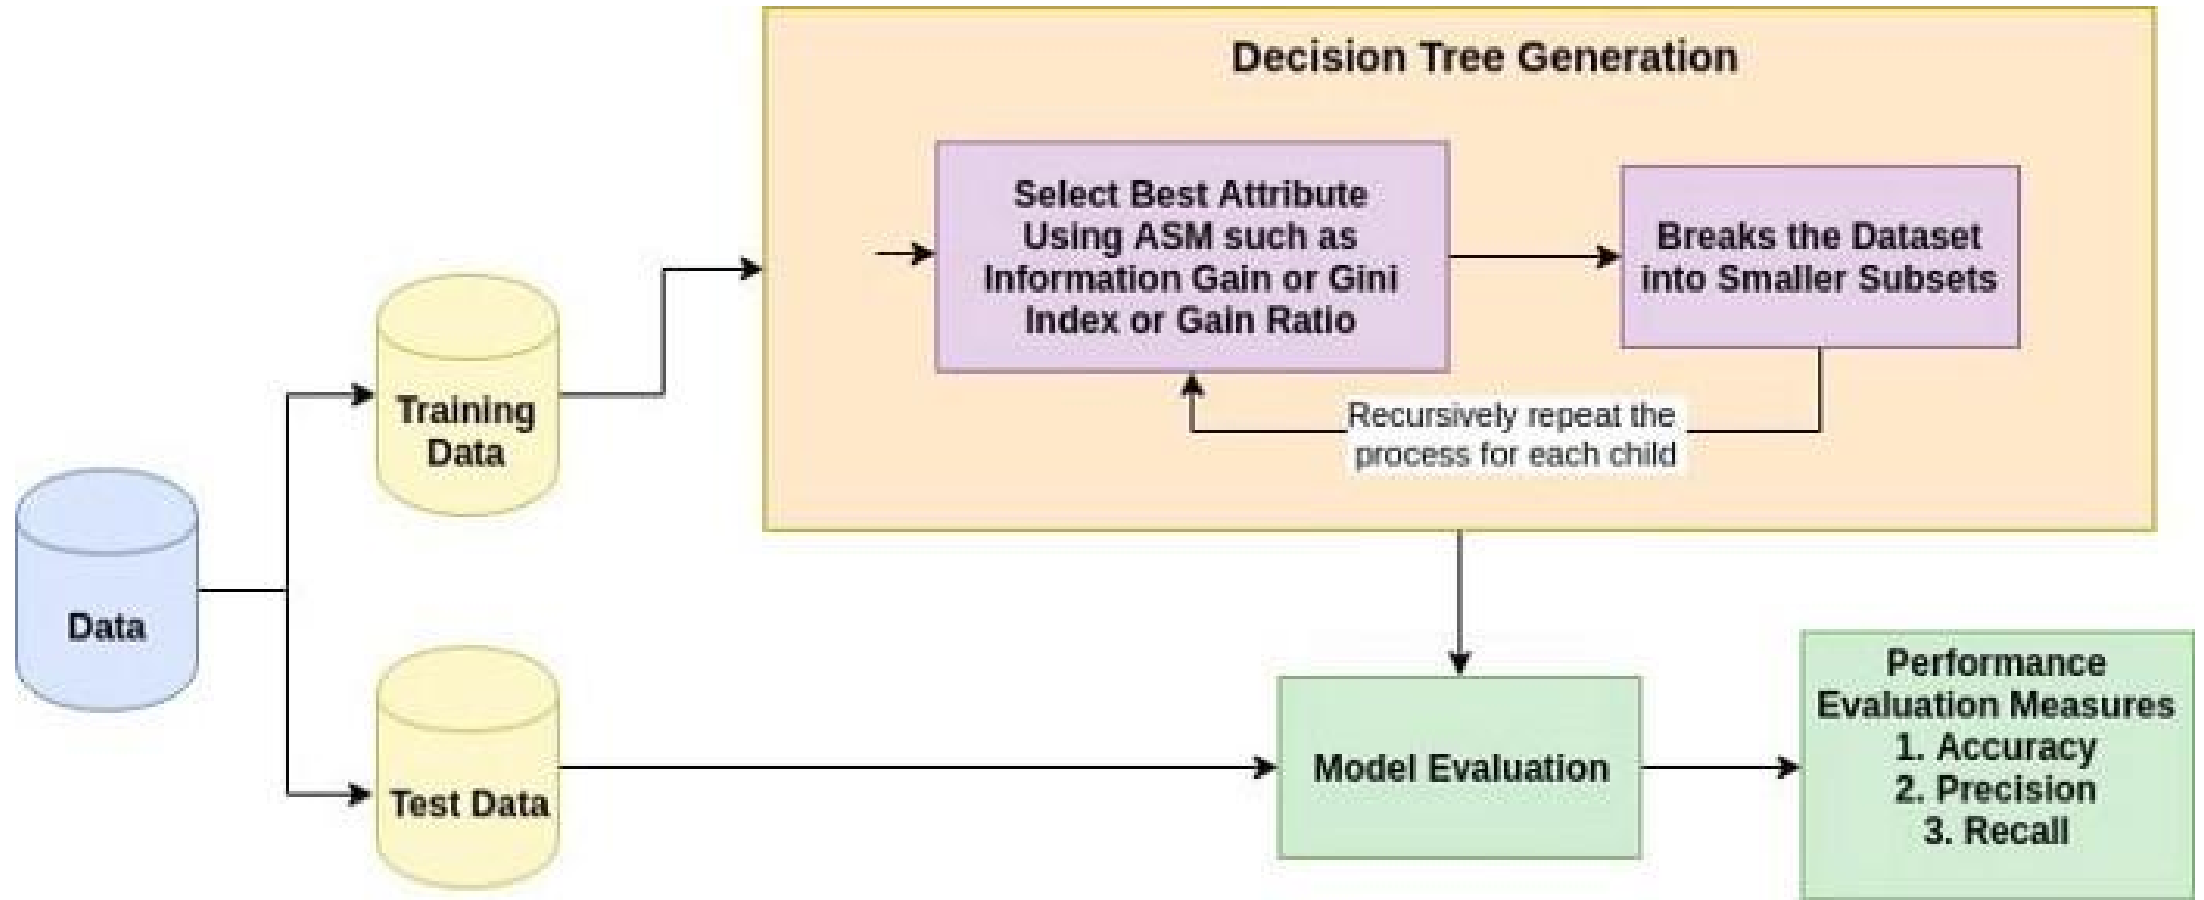 Decision Tree Generation
Select Best Attribute
Using ASM such as
Information Gain or Gini
Index or Gain Ratio
Breaks the Dataset
into Smaller Subsets
Recursively repeat the
process for each child
Training
Data
Data
Test Data
Model Evaluation
Performance
Evaluation Measures
1. Accuracy
2. Precision
3. Recall